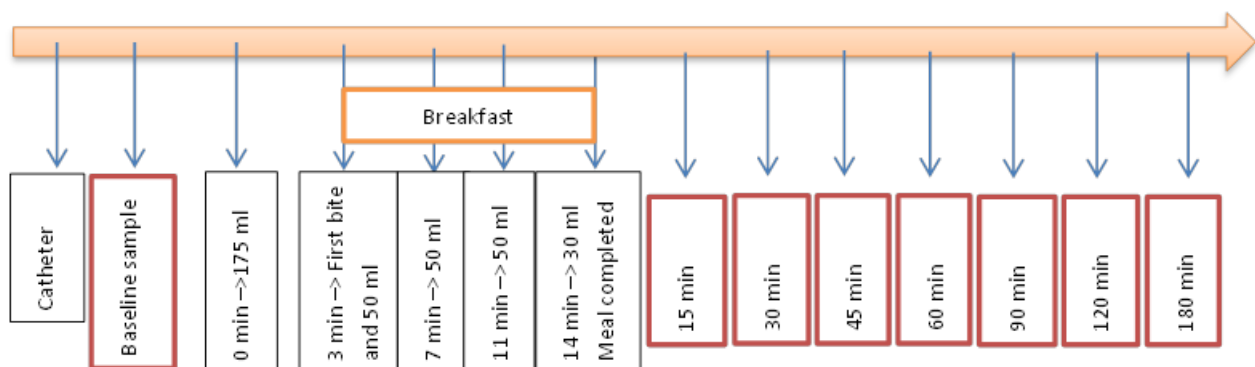 Breakfast
Catheter
Baseline sample
0 min –>175 ml
3 min –> First bite
and 50 ml
7 min –> 50 ml
11 min –> 50 ml
14 min –> 30 ml
Meal completed
15 min
30 min
45 min
60 min
90 min
120 min
180 min